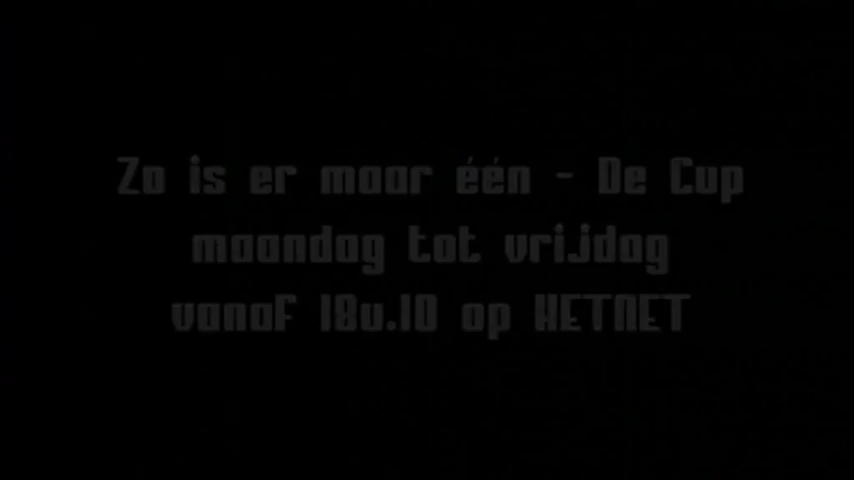 Zo is er maar één - De Cup
maandag tot vrijdag
vanaf 18u.10 op KETNET